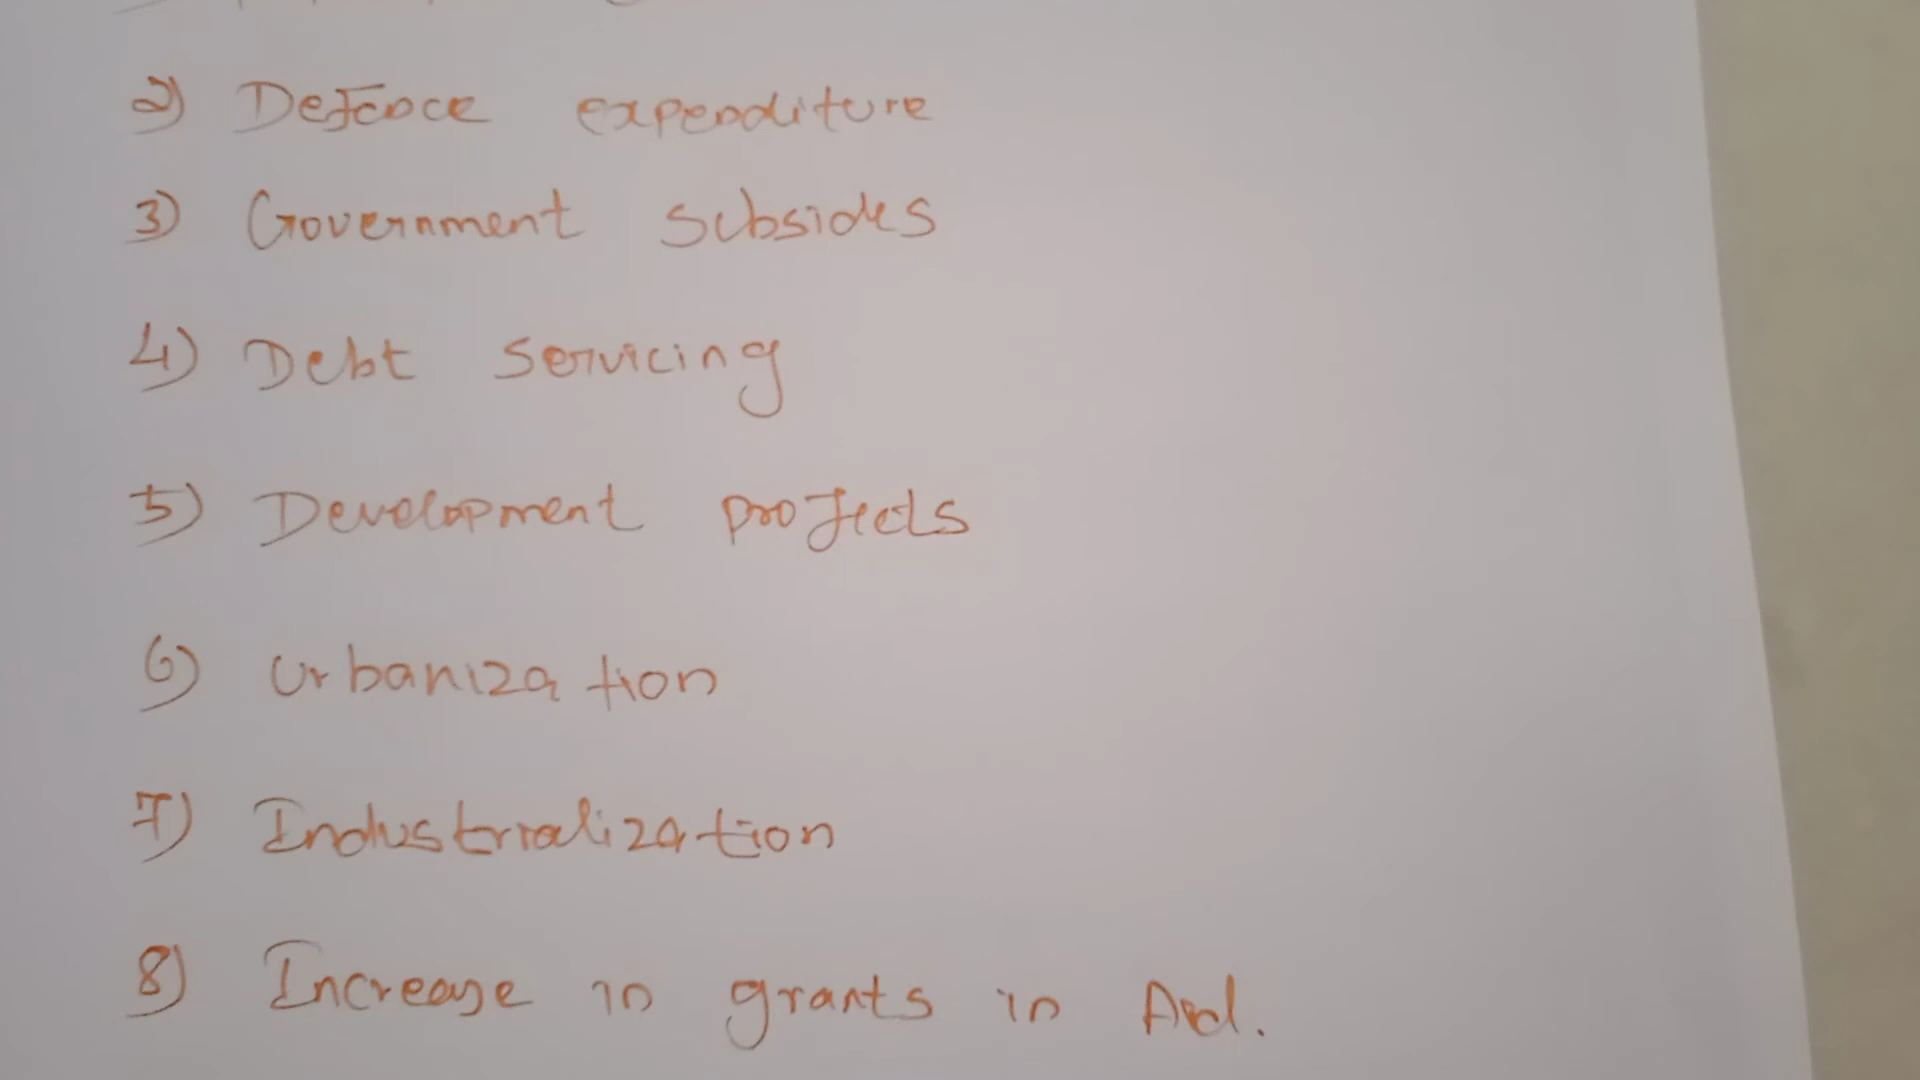 2) Defence expenditure
3) Government Subsides
4) Debt Servicing
5) Development projects
6) Urbanization
7) Industrialization
8) Increase in grants in Aid.